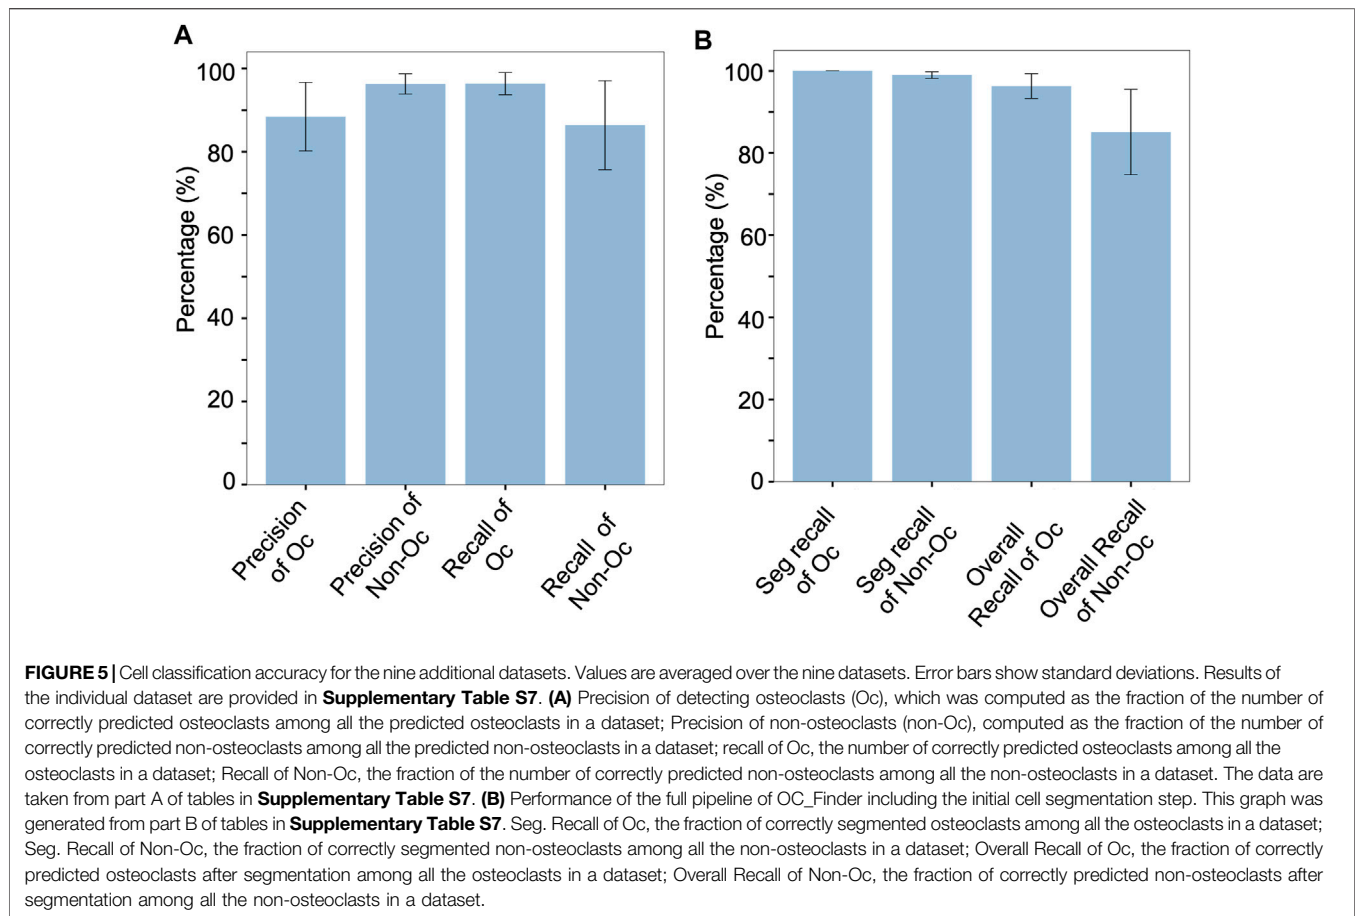 A
100
80
60
40
20
0
Percentage (%)
Precision
of Oc
Precision of
Non-Oc
Recall of
Oc
Recall of
Non-Oc
B
100
80
60
40
20
0
Percentage (%)
Seg recall
of Oc
Seg recall
of Non-Oc
Overall
Recall of Oc
Overall Recall
of Non-Oc
FIGURE 5 | Cell classification accuracy for the nine additional datasets. Values are averaged over the nine datasets. Error bars show standard deviations. Results of
the individual dataset are provided in Supplementary Table S7. (A) Precision of detecting osteoclasts (Oc), which was computed as the fraction of the number of
correctly predicted osteoclasts among all the predicted osteoclasts in a dataset; Precision of non-osteoclasts (non-Oc), computed as the fraction of the number of
correctly predicted non-osteoclasts among all the predicted non-osteoclasts in a dataset; recall of Oc, the number of correctly predicted osteoclasts among all the
osteoclasts in a dataset; Recall of Non-Oc, the fraction of the number of correctly predicted non-osteoclasts among all the non-osteoclasts in a dataset. The data are
taken from part A of tables in Supplementary Table S7. (B) Performance of the full pipeline of OC_Finder including the initial cell segmentation step. This graph was
generated from part B of tables in Supplementary Table S7. Seg. Recall of Oc, the fraction of correctly segmented osteoclasts among all the osteoclasts in a dataset;
Seg. Recall of Non-Oc, the fraction of correctly segmented non-osteoclasts among all the non-osteoclasts in a dataset; Overall Recall of Oc, the fraction of correctly
predicted osteoclasts after segmentation among all the osteoclasts in a dataset; Overall Recall of Non-Oc, the fraction of correctly predicted non-osteoclasts after
segmentation among all the non-osteoclasts in a dataset.